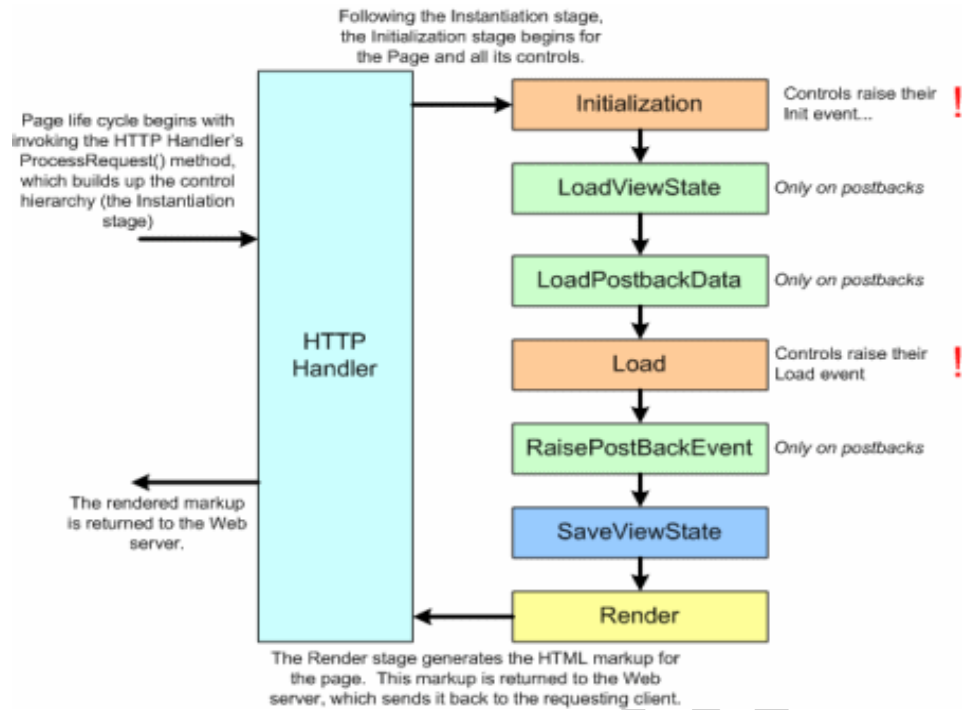 Following the Instantiation stage,
the Initialization stage begins for
the Page and all its controls.
Page life cycle begins with
invoking the HTTP Handler's
ProcessRequest() method,
which builds up the control
hierarchy (the Instantiation
stage)
HTTP
Handler
Initialization
Controls raise their
Init event...
!
LoadViewState
Only on postbacks
LoadPostbackData
Only on postbacks
Load
Controls raise their
Load event
!
RaisePostBackEvent
Only on postbacks
SaveViewState
Render
The rendered markup
is returned to the Web
server.
The Render stage generates the HTML markup for
the page. This markup is returned to the Web
server, which sends it back to the requesting client.